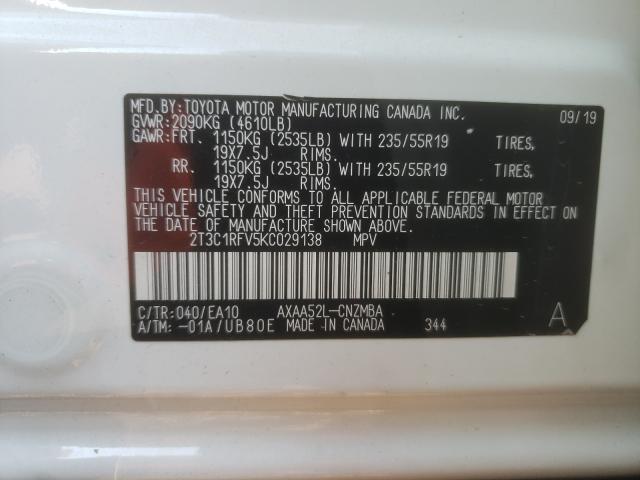 MFD.BY:TOYOTA MOTOR MANUFACTURING CANADA INC. 09/19
GVWR:2090KG (4610LB)
GAWR:FRT. 1150KG (2535LB) WITH 235/55R19 TIRES,
19X7.5J RIMS.
RR. 1150KG (2535LB) WITH 235/55R19 TIRES,
19X7.5J RIMS.
THIS VEHICLE CONFORMS TO ALL APPLICABLE FEDERAL MOTOR
VEHICLE SAFETY AND THEFT PREVENTION STANDARDS IN EFFECT ON
THE DATE OF MANUFACTURE SHOWN ABOVE.
2T3C1RFV5KC029138 MPV
C/TR:040/EA10 AXAA52L-CNZMBA
A/TM:-01A/UB80E MADE IN CANADA 344 A